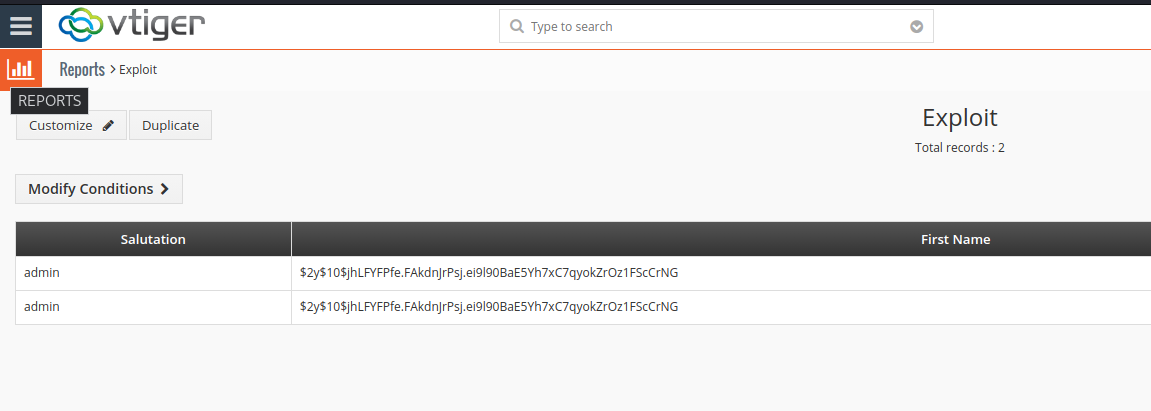 vtiger
Type to search
Reports > Exploit
REPORTS
Customize
Duplicate
Exploit
Total records : 2
Modify Conditions
Salutation First Name
admin $2y$10$jhLFYFPfe.FAkdnJrPsj.ei9l90BaE5Yh7xC7qyokZrOz1FScCrNG
admin $2y$10$jhLFYFPfe.FAkdnJrPsj.ei9l90BaE5Yh7xC7qyokZrOz1FScCrNG